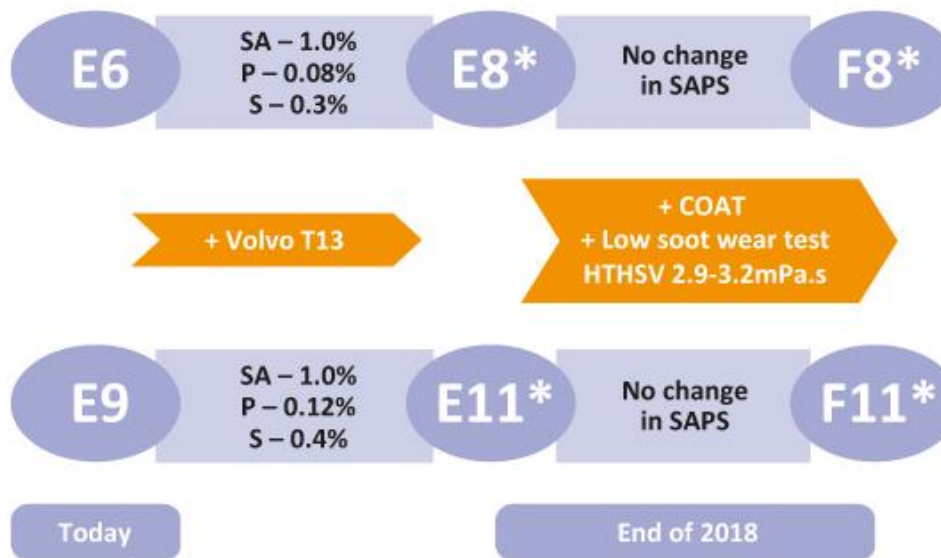 E6
SA – 1.0%
P – 0.08%
S – 0.3%
E8*
No change
in SAPS
F8*
+ Volvo T13
+ COAT
+ Low soot wear test
HTHSV 2.9-3.2mPa.s
E9
SA – 1.0%
P – 0.12%
S – 0.4%
E11*
No change
in SAPS
F11*
Today
End of 2018